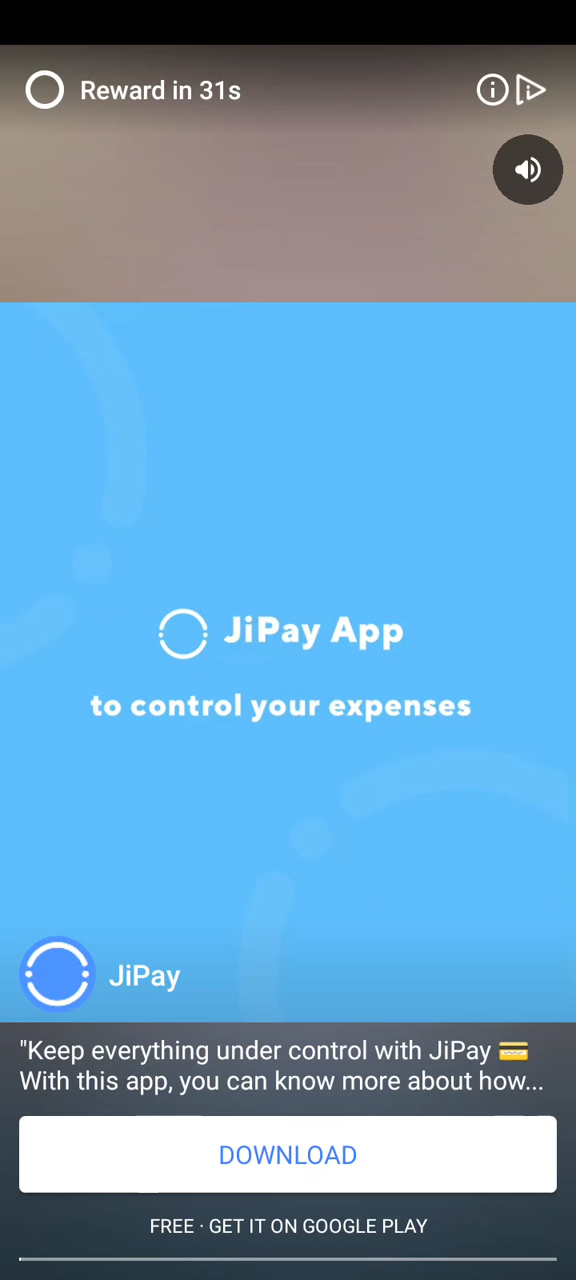 Reward in 31s
JiPay App
to control your expenses
JiPay
"Keep everything under control with JiPay 💳
With this app, you can know more about how...
DOWNLOAD
FREE · GET IT ON GOOGLE PLAY